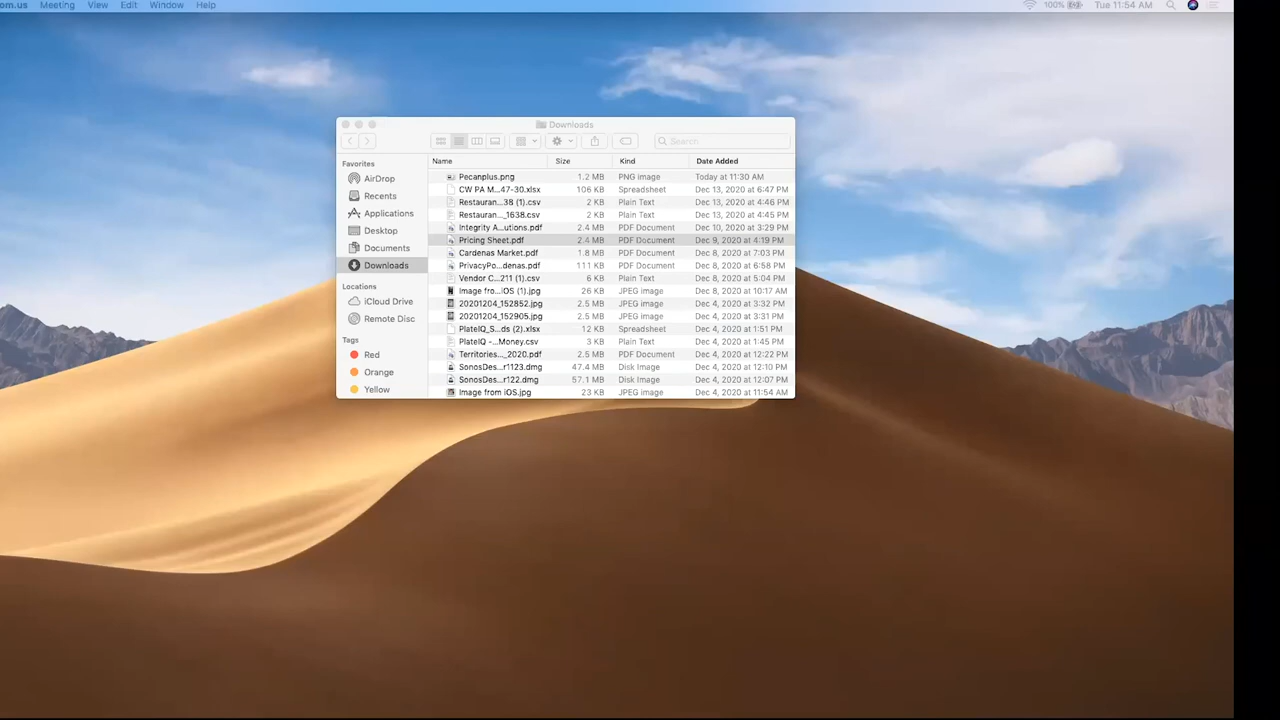 om.us Meeting View Edit Window Help 100% Tue 11:54 AM
Downloads
Search
Favorites
AirDrop
Recents
Applications
Desktop
Documents
Downloads
Locations
iCloud Drive
Remote Disc
Tags
Red
Orange
Yellow
Name Size Kind Date Added
Pecanplus.png 1.2 MB PNG image Today at 11:30 AM
CW PA M...47-30.xlsx 106 KB Spreadsheet Dec 13, 2020 at 6:47 PM
Restauran...38 (1).csv 2 KB Plain Text Dec 13, 2020 at 4:46 PM
Restauran..._1638.csv 2 KB Plain Text Dec 13, 2020 at 4:45 PM
Integrity A...utions.pdf 2.4 MB PDF Document Dec 10, 2020 at 3:29 PM
Pricing Sheet.pdf 2.4 MB PDF Document Dec 9, 2020 at 4:19 PM
Cardenas Market.pdf 1.8 MB PDF Document Dec 8, 2020 at 7:03 PM
PrivacyPo...denas.pdf 111 KB PDF Document Dec 8, 2020 at 6:58 PM
Vendor C...211 (1).csv 6 KB Plain Text Dec 8, 2020 at 5:04 PM
Image fro...iOS (1).jpg 26 KB JPEG image Dec 8, 2020 at 10:17 AM
20201204_152852.jpg 2.5 MB JPEG image Dec 4, 2020 at 3:32 PM
20201204_152905.jpg 2.5 MB JPEG image Dec 4, 2020 at 3:31 PM
PlateIQ_S...ds (2).xlsx 12 KB Spreadsheet Dec 4, 2020 at 1:51 PM
PlateIQ -...Money.csv 3 KB Plain Text Dec 4, 2020 at 1:45 PM
Territories..._2020.pdf 2.5 MB PDF Document Dec 4, 2020 at 12:22 PM
SonosDes...r1123.dmg 47.4 MB Disk Image Dec 4, 2020 at 12:10 PM
SonosDes...r122.dmg 57.1 MB Disk Image Dec 4, 2020 at 12:07 PM
Image from iOS.jpg 23 KB JPEG image Dec 4, 2020 at 11:54 AM